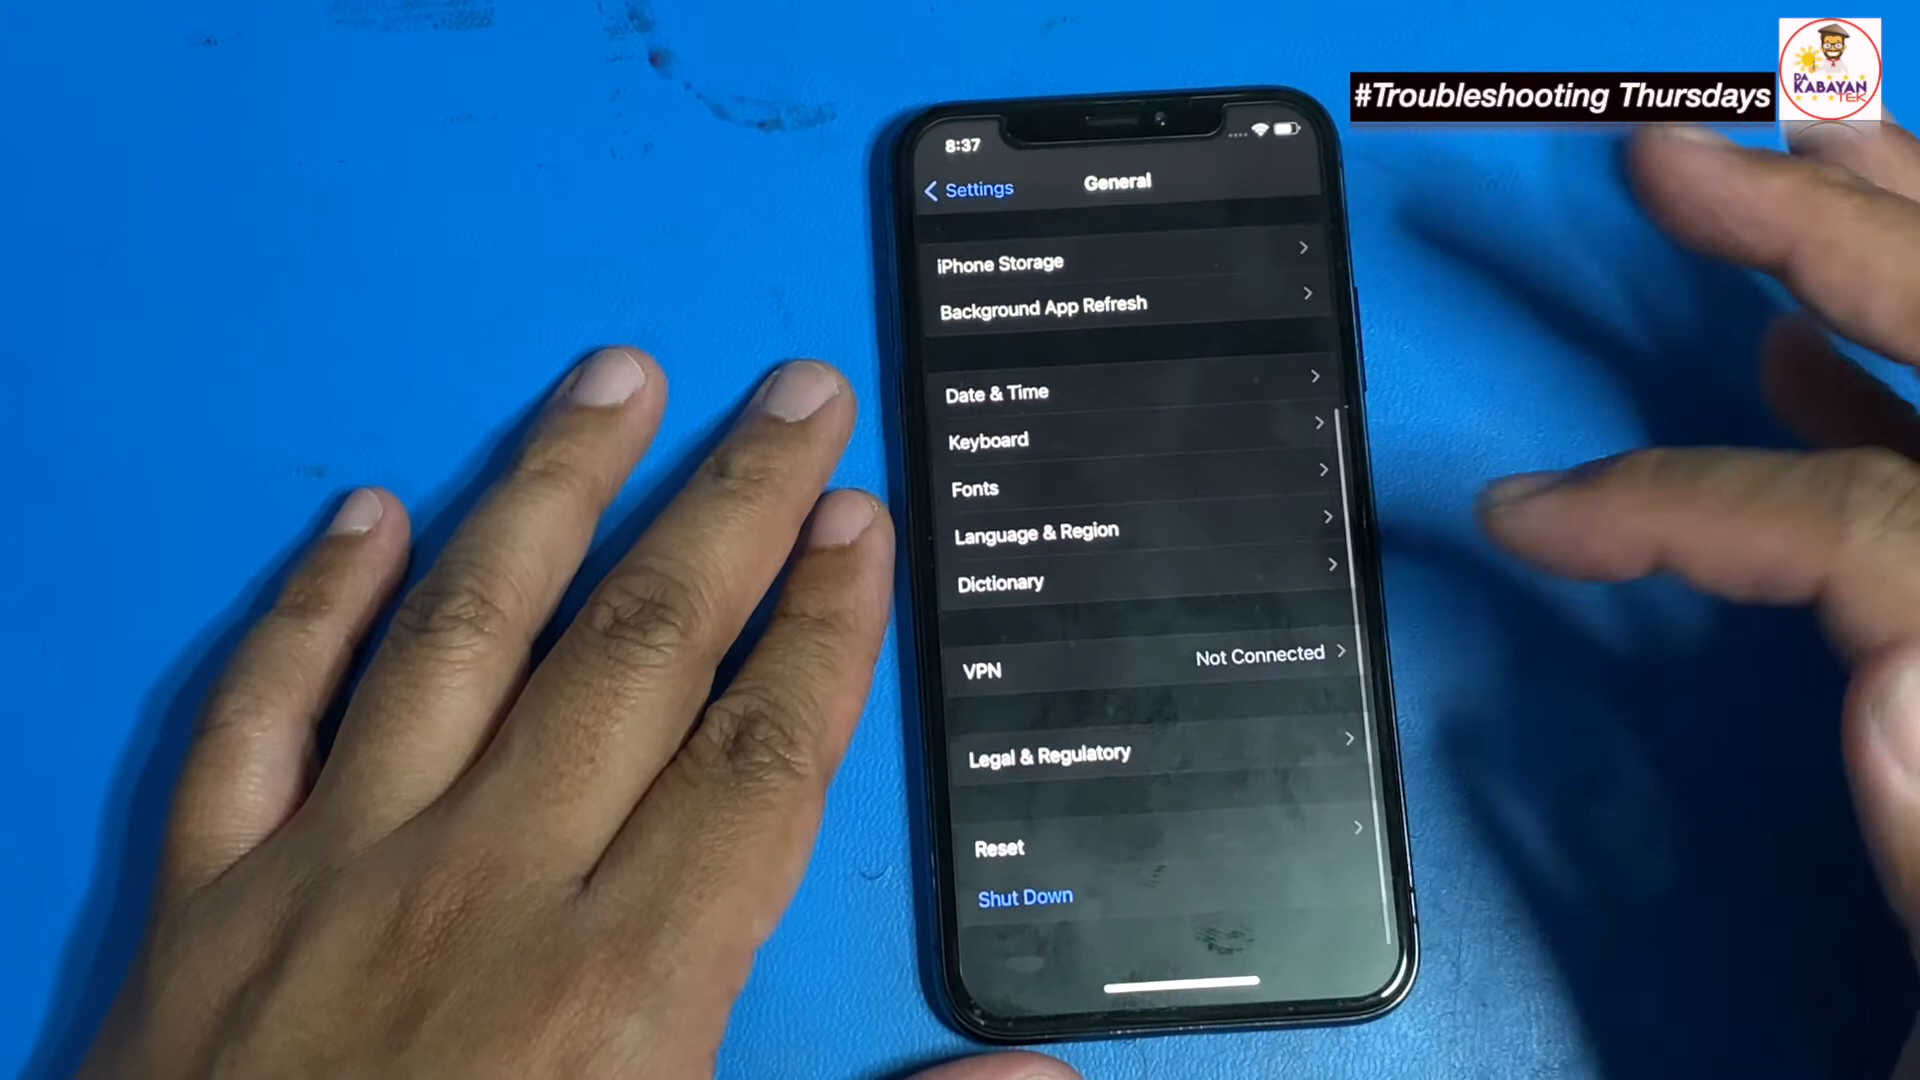 #Troubleshooting Thursdays
DA
KABAYAN
TEK
8:37
Settings
General
iPhone Storage
Background App Refresh
Date & Time
Keyboard
Fonts
Language & Region
Dictionary
VPN Not Connected
Legal & Regulatory
Reset
Shut Down